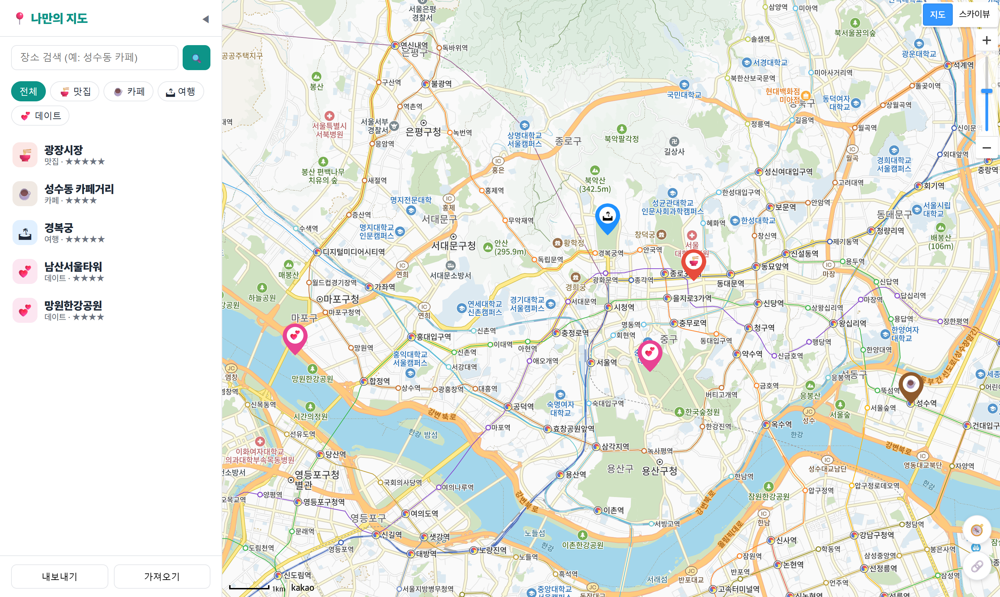 나만의 지도
장소 검색 (예: 성수동 카페)
전체
맛집
카페
여행
데이트
광장시장
맛집 · ★★★★★
성수동 카페거리
카페 · ★★★★
경복궁
여행 · ★★★★★
남산서울타워
데이트 · ★★★★
망원한강공원
데이트 · ★★★★
내보내기
가져오기
지도
스카이뷰
서울은평
경찰서
삼양역
미아역
북서울꿈의숲
연신내역
은평구
독바위역
솔샘역
광운대학교
공공주택지구
서경대학교
석계역
봉산
구산역
불광역
북한산보국문역
미아사거리역
돌곶이역
국민대학교
현대백화점
미아점
동덕여자
대학교
상월곡역
역촌역
서울특별시
서북병원
서울서부
경찰서
은평구청
녹번역
상명대학교
서울캠퍼스
종로구
북악팔각정
길상사
정릉역
길음역
월곡역
신이문
응암역
IC
월곡
외대앞역
경희대학교
서울캠퍼스
중랑역
봉산 편백나무
치유의 숲
IC
홍은
북악산
(342.5m)
성신여대입구역
새절역
고려대역
회기역
홍제역
명지전문대학
IC
홍제
성균관대학교
인문사회과학캠퍼스
한성대입구역
안암역
보문역
서울시립
대학교
동대문구
증산역
서대문구
무악재역
혜화역
한성대학교
수색역
명지대학교
인문캠퍼스
창덕궁
창신역
청량리역
배봉산
(106m)
서대문구청
안산
(295.9m)
황학정
제기동역
서울
디지털미디어시티역
경복궁역
안국역
신설동역
용두역
독립문역
매봉산
IC
연희
서대문소방서
동묘앞역
IC
마장
월드컵경기장역
가좌역
경희궁
광화문역
종각역
동대문역
신답역
하늘공원
마포구청
연세대학교
신촌캠퍼스
경기대학교
서울캠퍼스
서대문역
을지로3가역
신당역
마장역
답십리역
마포구청역
IC
연희
시청역
상왕십리역
마포구
명동역
충무로역
청구역
왕십리역
용답역
장한평역
홍대입구역
신촌역
충정로역
회현역
중구
동대입구역
한양여자
대학교
망원역
이대역
아현역
행당역
신촌역
홍익대학교
서울캠퍼스
애오개역
서울역
약수역
신금호역
한양대역
JC
염창
망원한강공원
서강대역
합정역
상수역
광흥창역
대흥역
금호역
응봉역
성동구
동부간선도로(성수장암간)
뚝섬역
성수역
신목동역
시간의정원
공덕역
숙명여자
대학교
숙대입구역
버티고개역
응봉산
서울숲
서울숲역
강변북로
한국숲정원
JC
성수
선유도역
한강
밤섬
마포역
효창공원앞역
한강진역
옥수역
한강
건대입구
이화여자대학교
의과대학부속목동병원
당산역
삼각지역
녹사평역
강변북로
IC
성수대교남단
IC
영동대교북단
자양역
영등포구청
별관
국회의사당역
용산역
용산구
용산구청
한남역
잠원한강공원
압구정역
압구정로데오역
한강
양평역
오목교역
영등포구청역
여의나루역
강변북로
강변북로
영등포구
여의도역
이촌역
서빙고역
IC
한남
청담역
문래역
신길역
샛강역
노들섬
한강
이촌한강공원
올림픽대로
신사역
강남구청역
도림천역
영등포역
대방역
노량진역
노들역
잠원역
학동역
봉은사역
삼성중앙역
신도림역
흑석역
서래섬
JC
반포대교
반포역
논현역
선정릉역
삼성역
1km
kakao
서울지방병무청역
중앙대학교
JC
고속터미널역
언주역